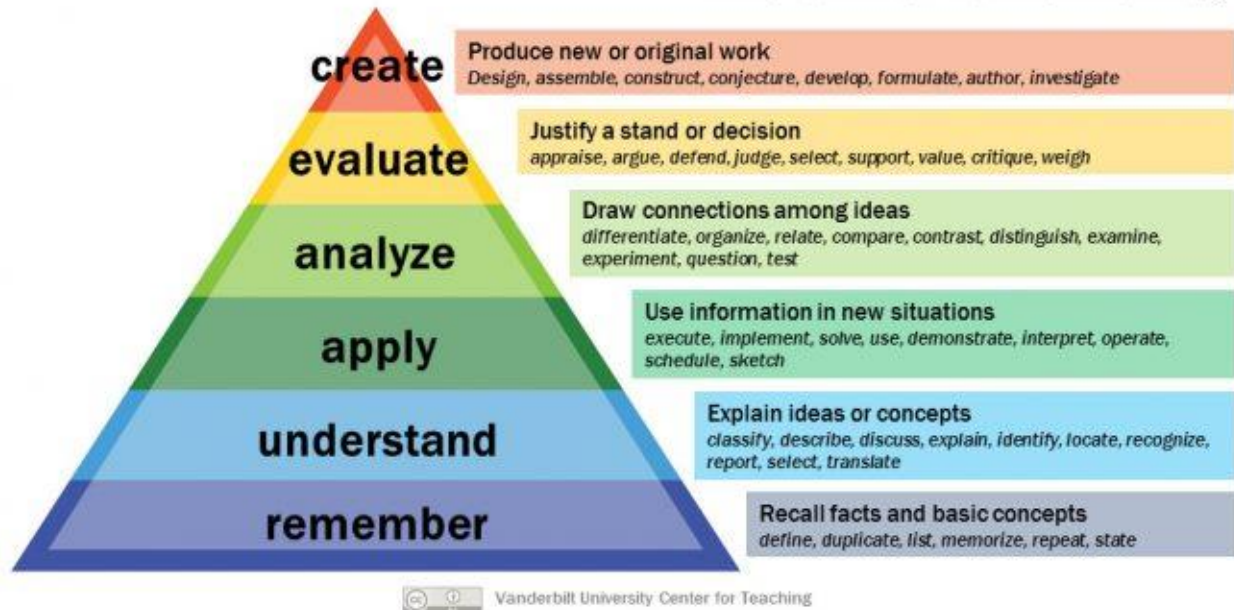 create
Produce new or original work
Design, assemble, construct, conjecture, develop, formulate, author, investigate
evaluate
Justify a stand or decision
appraise, argue, defend, judge, select, support, value, critique, weigh
analyze
Draw connections among ideas
differentiate, organize, relate, compare, contrast, distinguish, examine,
experiment, question, test
apply
Use information in new situations
execute, implement, solve, use, demonstrate, interpret, operate,
schedule, sketch
understand
Explain ideas or concepts
classify, describe, discuss, explain, identify, locate, recognize,
report, select, translate
remember
Recall facts and basic concepts
define, duplicate, list, memorize, repeat, state
cc
Vanderbilt University Center for Teaching